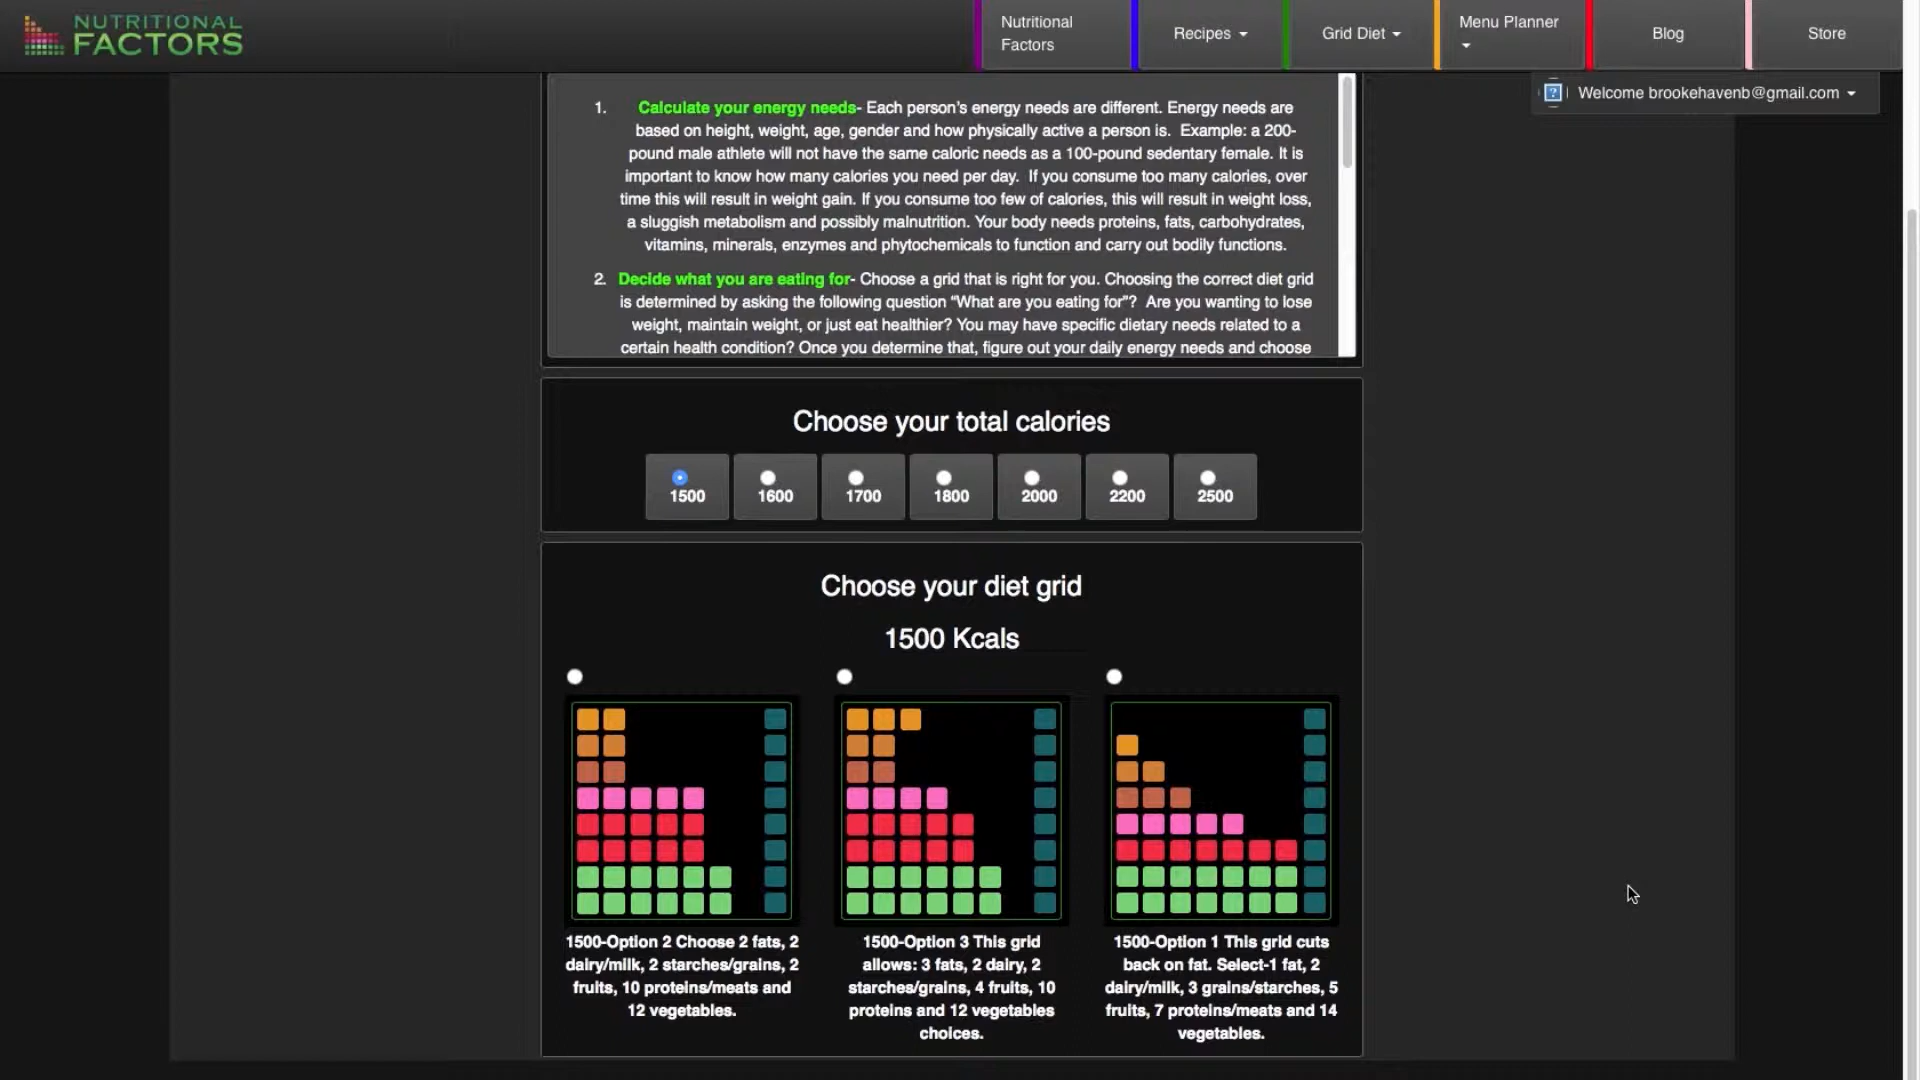 NUTRITIONAL
FACTORS
Nutritional
Factors
Recipes
Grid Diet
Menu Planner
Blog
Store
Welcome brookehavenb@gmail.com
1. Calculate your energy needs- Each person's energy needs are different. Energy needs are
based on height, weight, age, gender and how physically active a person is. Example: a 200-
pound male athlete will not have the same caloric needs as a 100-pound sedentary female. It is
important to know how many calories you need per day. If you consume too many calories, over
time this will result in weight gain. If you consume too few of calories, this will result in weight loss,
a sluggish metabolism and possibly malnutrition. Your body needs proteins, fats, carbohydrates,
vitamins, minerals, enzymes and phytochemicals to function and carry out bodily functions.
2. Decide what you are eating for- Choose a grid that is right for you. Choosing the correct diet grid
is determined by asking the following question “What are you eating for”? Are you wanting to lose
weight, maintain weight, or just eat healthier? You may have specific dietary needs related to a
certain health condition? Once you determine that, figure out your daily energy needs and choose
Choose your total calories
1500 1600 1700 1800 2000 2200 2500
Choose your diet grid
1500 Kcals
1500-Option 2 Choose 2 fats, 2
dairy/milk, 2 starches/grains, 2
fruits, 10 proteins/meats and
12 vegetables.
1500-Option 3 This grid
allows: 3 fats, 2 dairy, 2
starches/grains, 4 fruits, 10
proteins and 12 vegetables
choices.
1500-Option 1 This grid cuts
back on fat. Select-1 fat, 2
dairy/milk, 3 grains/starches, 5
fruits, 7 proteins/meats and 14
vegetables.